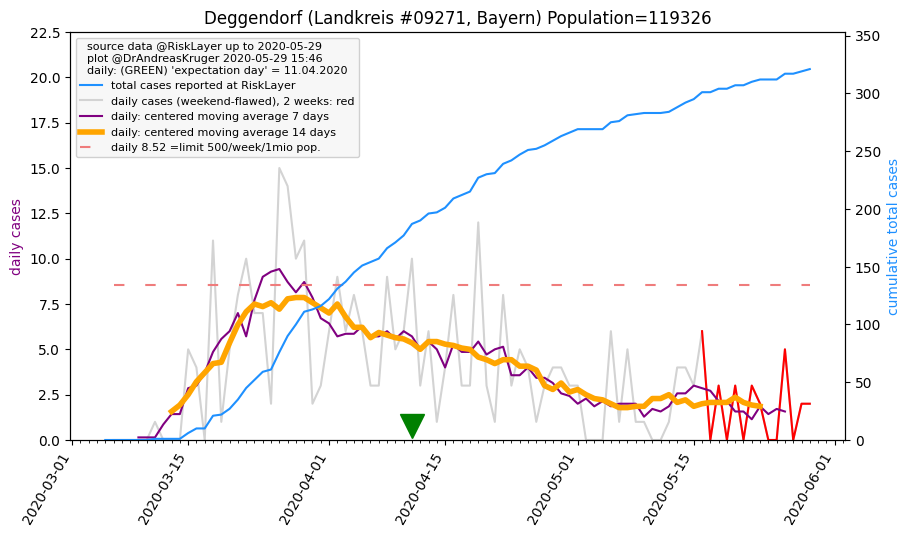 Deggendorf (Landkreis #09271, Bayern) Population=119326
source data @RiskLayer up to 2020-05-29
plot @DrAndreasKruger 2020-05-29 15:46
daily: (GREEN) 'expectation day' = 11.04.2020
total cases reported at RiskLayer
daily cases (weekend-flawed), 2 weeks: red
daily: centered moving average 7 days
daily: centered moving average 14 days
daily 8.52 =limit 500/week/1mio pop.
daily cases
22.5
20.0
17.5
15.0
12.5
10.0
7.5
5.0
2.5
0.0
350
300
250
200
150
100
50
0
cumulative total cases
2020-03-01
2020-03-15
2020-04-01
2020-04-15
2020-05-01
2020-05-15
2020-06-01